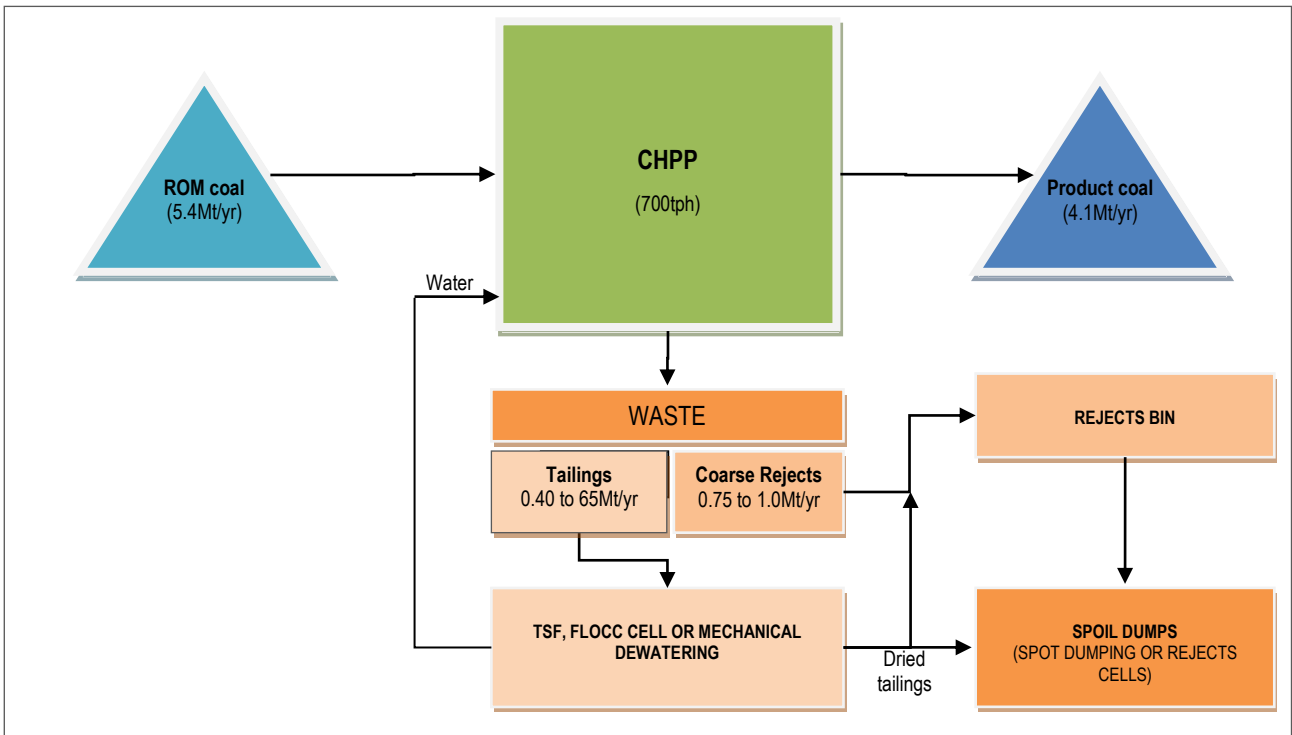 CHPP
(700tph)
ROM coal
(5.4Mt/yr)
Product coal
(4.1Mt/yr)
Water
WASTE
REJECTS BIN
Tailings
0.40 to 65Mt/yr
Coarse Rejects
0.75 to 1.0Mt/yr
TSF, FLOCC CELL OR MECHANICAL
DEWATERING
Dried
tailings
SPOIL DUMPS
(SPOT DUMPING OR REJECTS
CELLS)